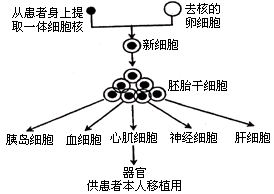 从患者身上提
取一体细胞核
去核的
卵细胞
新细胞
胚胎干细胞
胰岛细胞 血细胞 心肌细胞 神经细胞 肝细胞
器官
供患者本人移植用